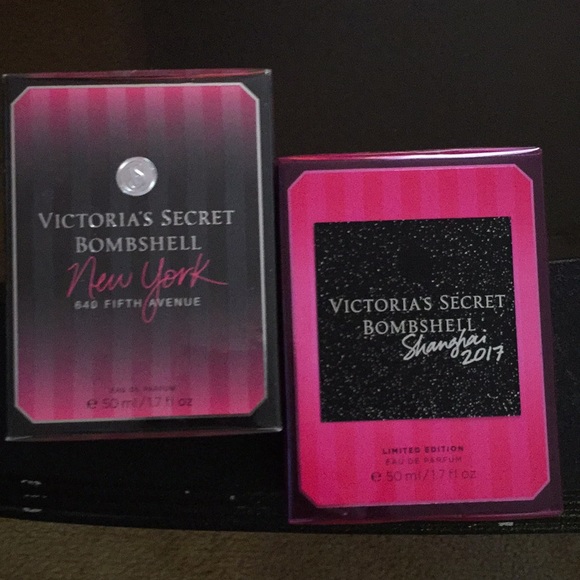 VICTORIA'S SECRET
BOMBSHELL
New York
640 FIFTH AVENUE
EAU DE PARFUM
e 50 ml/1.7 fl oz
VICTORIA'S SECRET
BOMBSHELL
Shanghai
2017
LIMITED EDITION
EAU DE PARFUM
e 50 ml/1.7 fl oz